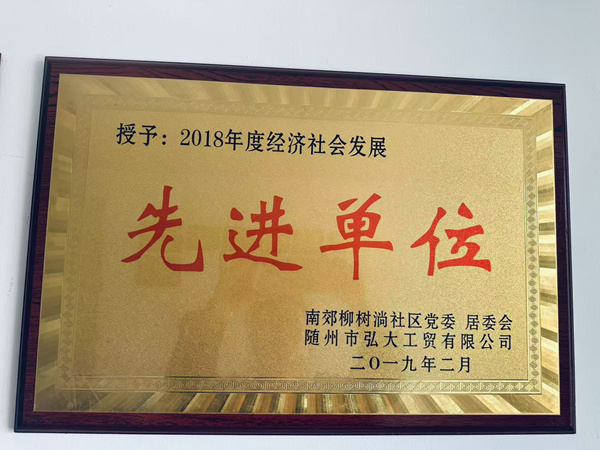 授予：2018年度经济社会发展
先进单位
南郊柳树淌社区党委 居委会
随州市弘大工贸有限公司
二〇一九年二月